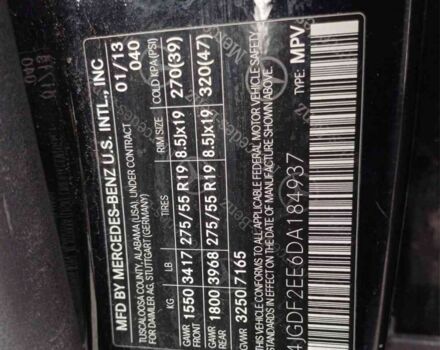 MFD BY MERCEDES-BENZ U.S. INTL., INC
TUSCALOOSA COUNTY, ALABAMA (USA), UNDER CONTRACT 01/13
FOR DAIMLER AG, STUTTGART (GERMANY) 040
KG LB TIRE SIZE RIM SIZE COLD KPA (PSI)
GAWR FRONT 1550 3417 275/55 R19 8.5Jx19 270(39)
GAWR REAR 1800 3968 275/55 R19 8.5Jx19 320(47)
GAWR 3250 7165
THIS VEHICLE CONFORMS TO ALL APPLICABLE FEDERAL MOTOR VEHICLE SAFETY
STANDARDS IN EFFECT ON THE DATE OF MANUFACTURE SHOWN ABOVE.
4JGDF2EE6DA184937 TYPE: MPV